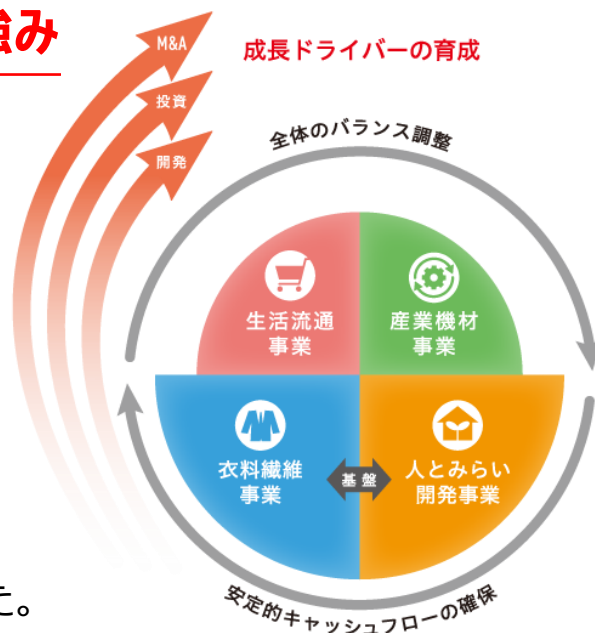 強み
成長ドライバーの育成
M&A
投資
開発
全体のバランス調整
生活流通
事業
産業機材
事業
衣料繊維
事業
基盤
人とみらい
開発事業
安定的キャッシュフローの確保
た。